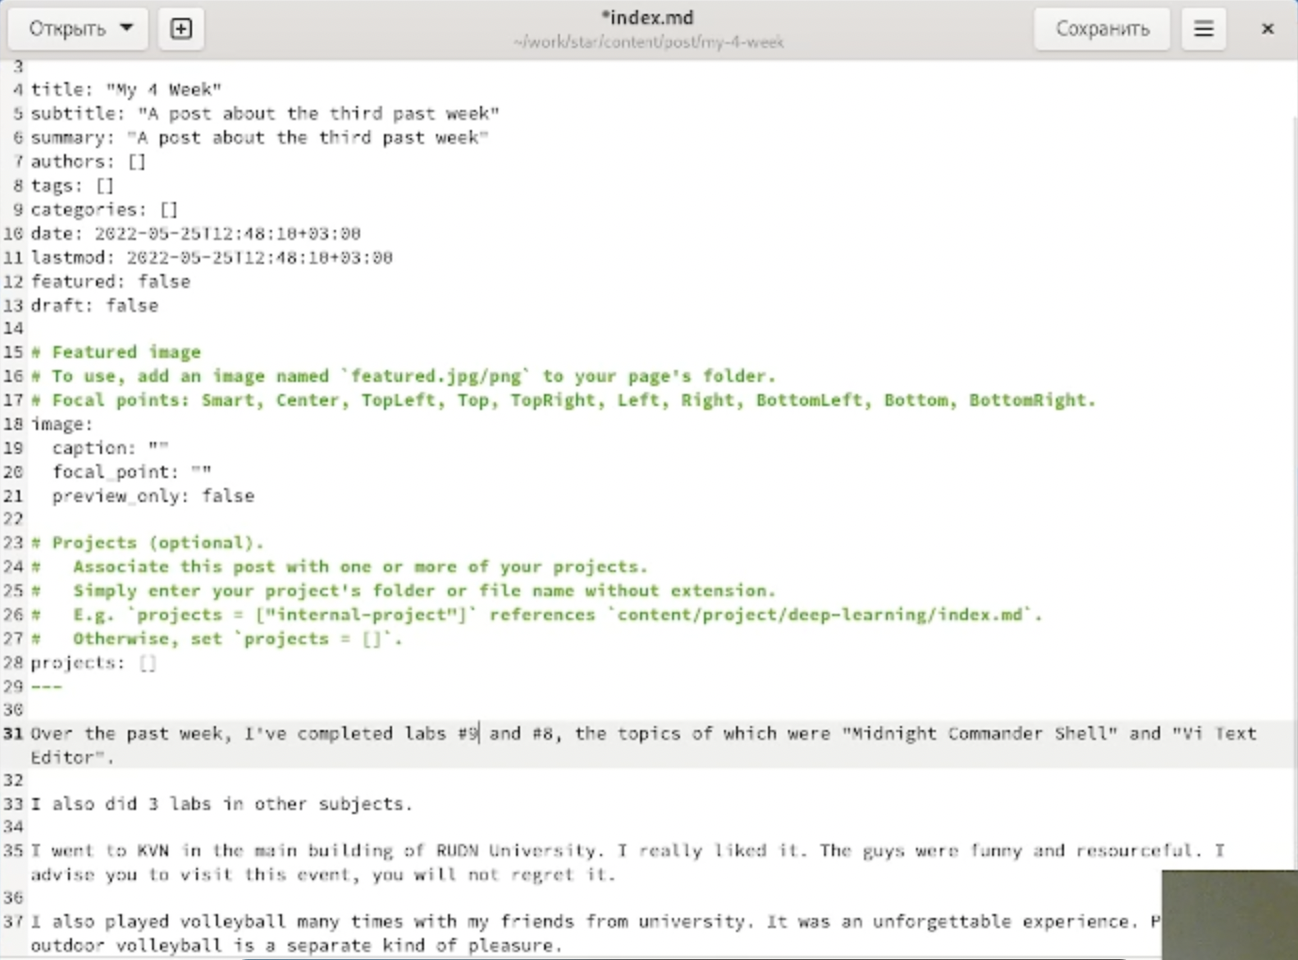 Открыть
*index.md
~/work/star/content/post/my-4-week
Сохранить
3
4 title: "My 4 Week"
5 subtitle: "A post about the third past week"
6 summary: "A post about the third past week"
7 authors: []
8 tags: []
9 categories: []
10 date: 2022-05-25T12:48:10+03:00
11 lastmod: 2022-05-25T12:48:10+03:00
12 featured: false
13 draft: false
14
15 # Featured image
16 # To use, add an image named `featured.jpg/png` to your page's folder.
17 # Focal points: Smart, Center, TopLeft, Top, TopRight, Left, Right, BottomLeft, Bottom, BottomRight.
18 image:
19   caption: ""
20   focal_point: ""
21   preview_only: false
22
23 # Projects (optional).
24 #   Associate this post with one or more of your projects.
25 #   Simply enter your project's folder or file name without extension.
26 #   E.g. `projects = ["internal-project"]` references `content/project/deep-learning/index.md`.
27 #   Otherwise, set `projects = []`.
28 projects: []
29 ---
30
31 Over the past week, I've completed labs #9 and #8, the topics of which were "Midnight Commander Shell" and "Vi Text
Editor".
32
33 I also did 3 labs in other subjects.
34
35 I went to KVN in the main building of RUDN University. I really liked it. The guys were funny and resourceful. I
advise you to visit this event, you will not regret it.
36
37 I also played volleyball many times with my friends from university. It was an unforgettable experience.
outdoor volleyball is a separate kind of pleasure.